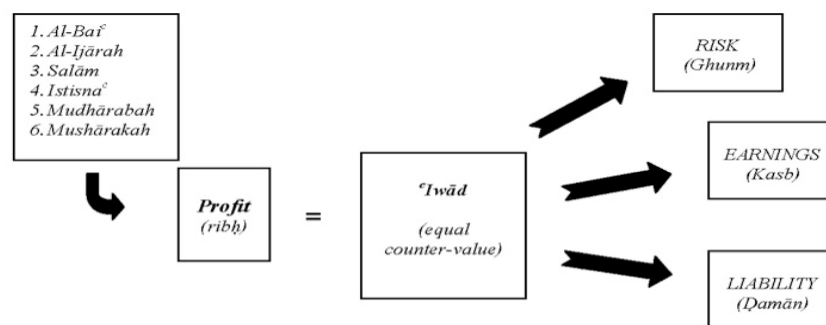 1. Al-Baiᶜ
2. Al-Ijārah
3. Salām
4. Istisnaᶜ
5. Mudhārabah
6. Mushārakah
Profit
(ribḥ)
=
ᶜIwāḍ
(equal
counter-value)
RISK
(Ghunm)
EARNINGS
(Kasb)
LIABILITY
(Ḍamān)